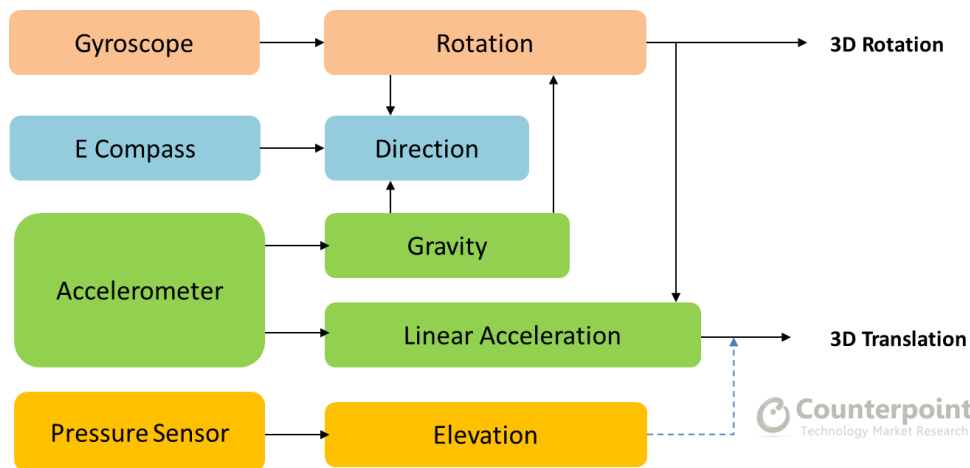 Gyroscope
Rotation
3D Rotation
E Compass
Direction
Accelerometer
Gravity
Linear Acceleration
3D Translation
Pressure Sensor
Elevation
Counterpoint
Technology Market Research